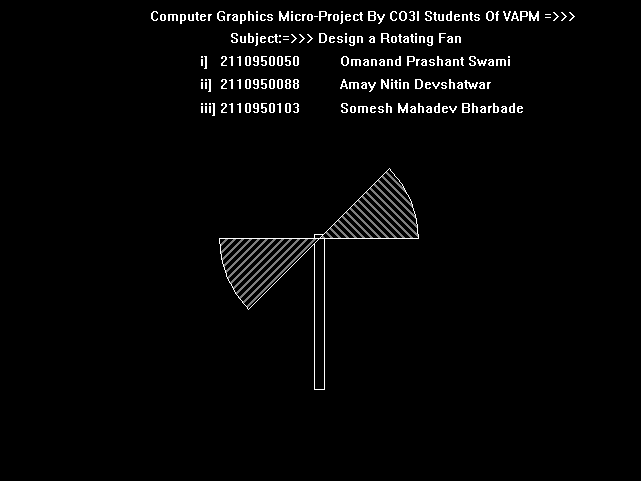 Computer Graphics Micro-Project By CO3I Students Of VAPM =>>>
Subject:=>>> Design a Rotating Fan
i] 2110950050 Omanand Prashant Swami
ii] 2110950088 Amay Nitin Devshatwar
iii] 2110950103 Somesh Mahadev Bharbade